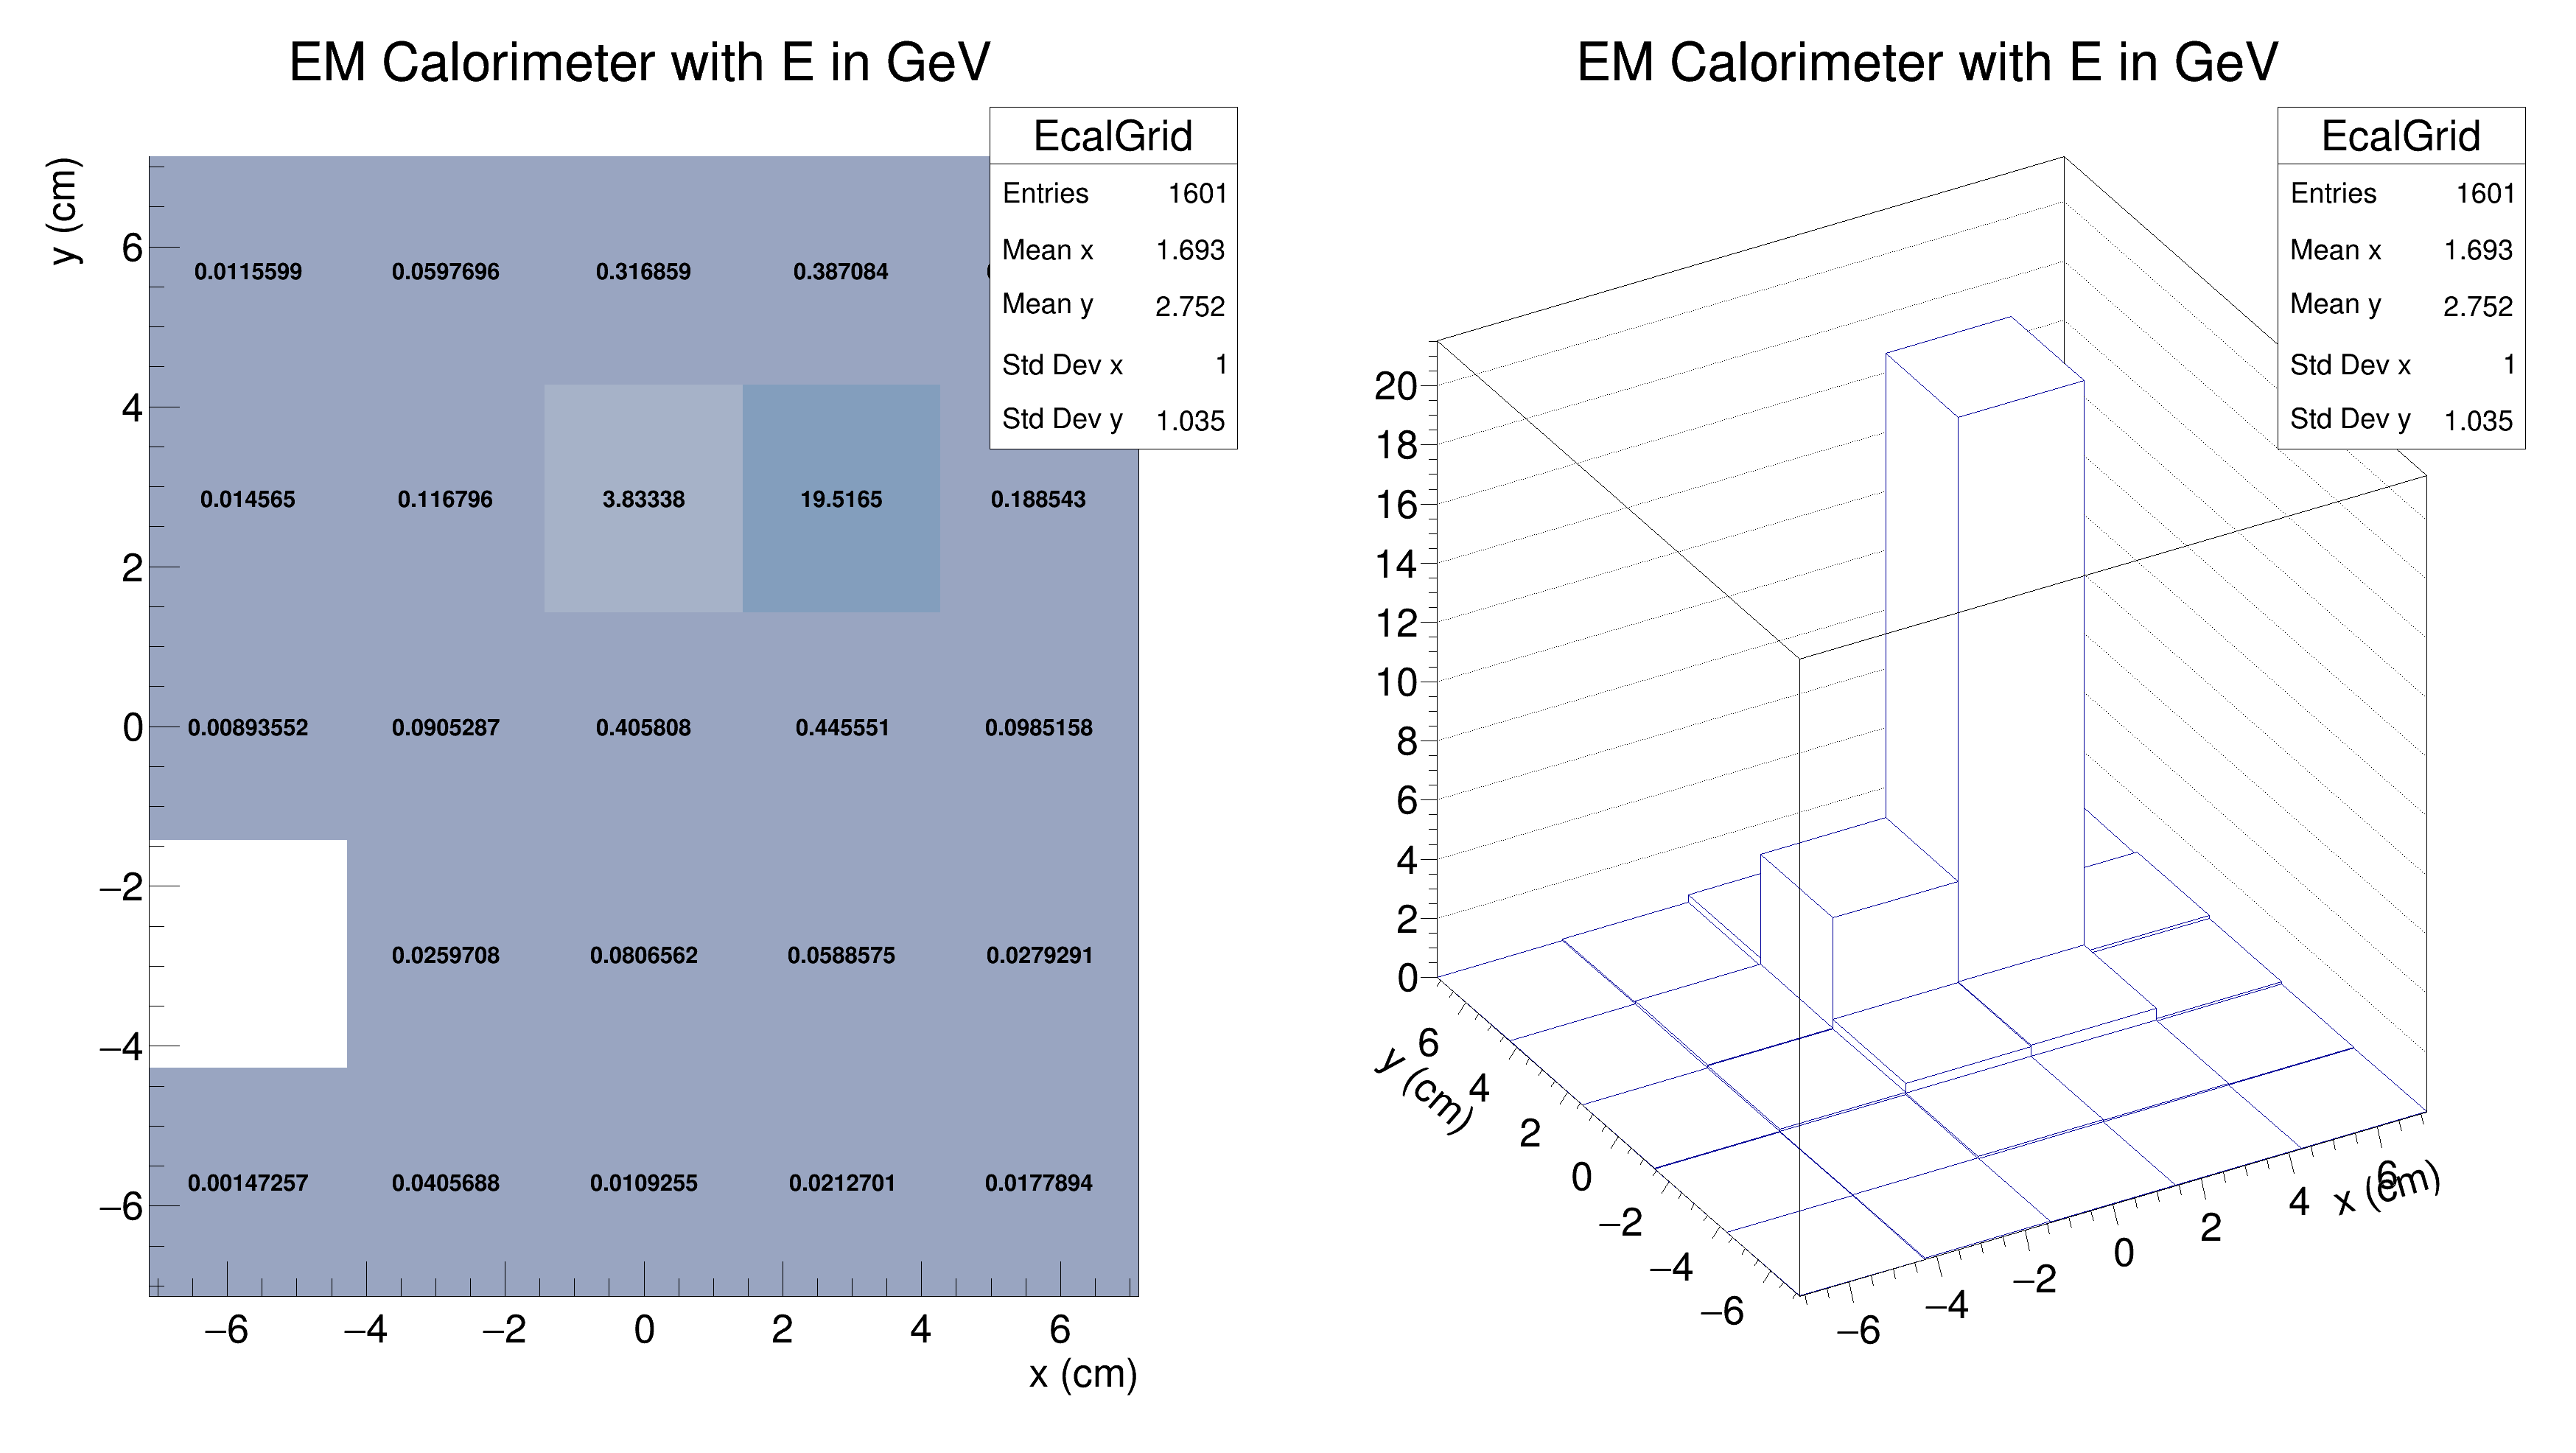 EM Calorimeter with E in GeV
EcalGrid
Entries 1601
Mean x 1.693
Mean y 2.752
Std Dev x 1
Std Dev y 1.035
y (cm)
6
4
2
0
−2
−4
−6
0.0115599 0.0597696 0.316859 0.387084
0.014565 0.116796 3.83338 19.5165 0.188543
0.00893552 0.0905287 0.405808 0.445551 0.0985158
0.0259708 0.0806562 0.0588575 0.0279291
0.00147257 0.0405688 0.0109255 0.0212701 0.0177894
−6 −4 −2 0 2 4 6
x (cm)
EM Calorimeter with E in GeV
EcalGrid
Entries 1601
Mean x 1.693
Mean y 2.752
Std Dev x 1
Std Dev y 1.035
20
18
16
14
12
10
8
6
4
2
0
6
4
2
0
−2
−4
−6
y (cm)
−6
−4
−2
0
2
4
6
x (cm)